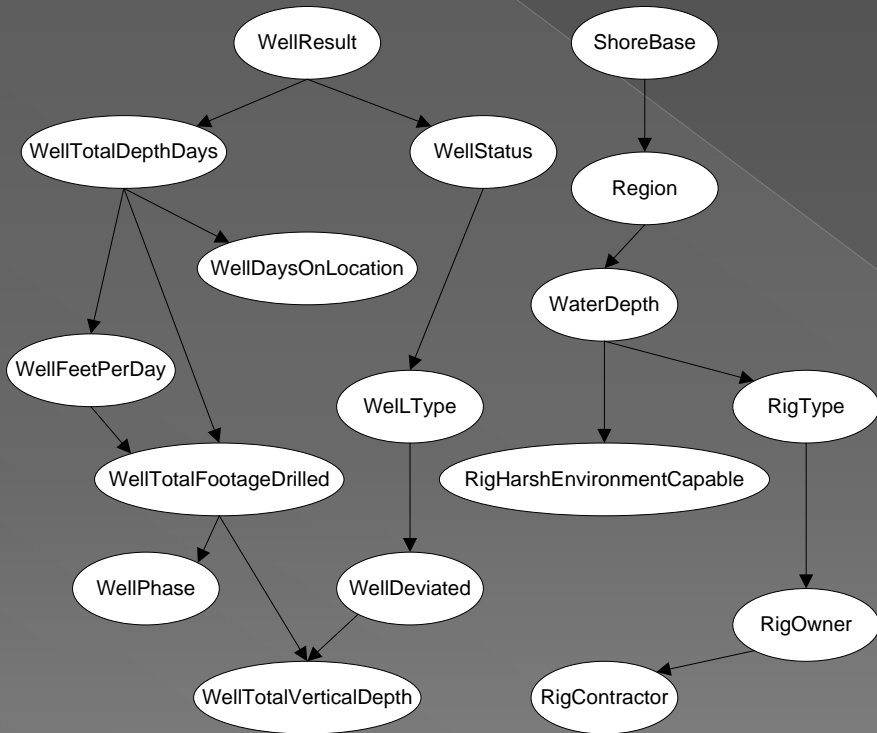 WellResult
ShoreBase
WellTotalDepthDays
WellStatus
Region
WellDaysOnLocation
WaterDepth
WellFeetPerDay
WelLType
RigType
WellTotalFootageDrilled
RigHarshEnvironmentCapable
WellPhase
WellDeviated
RigOwner
WellTotalVerticalDepth
RigContractor